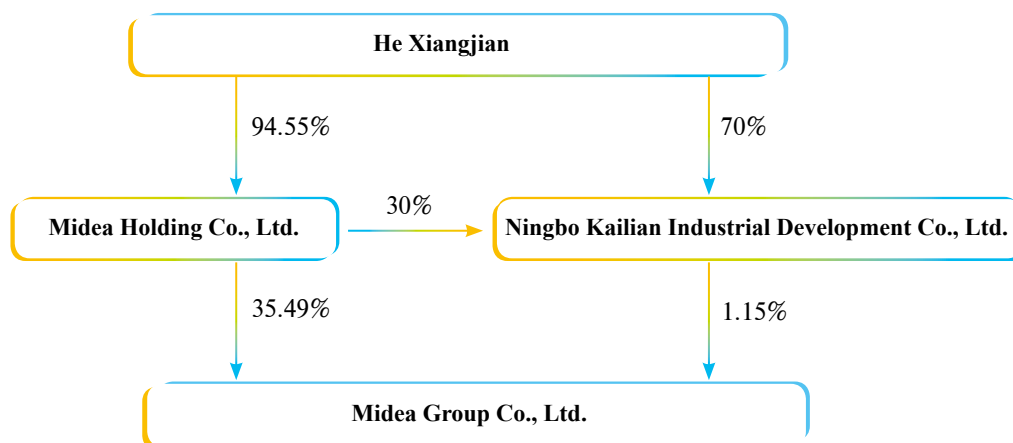 He Xiangjian
94.55%
70%
Midea Holding Co., Ltd.
30%
Ningbo Kailian Industrial Development Co., Ltd.
35.49%
1.15%
Midea Group Co., Ltd.